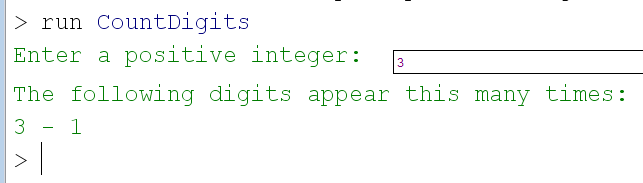 > run CountDigits
Enter a positive integer: 3
The following digits appear this many times:
3 - 1
>